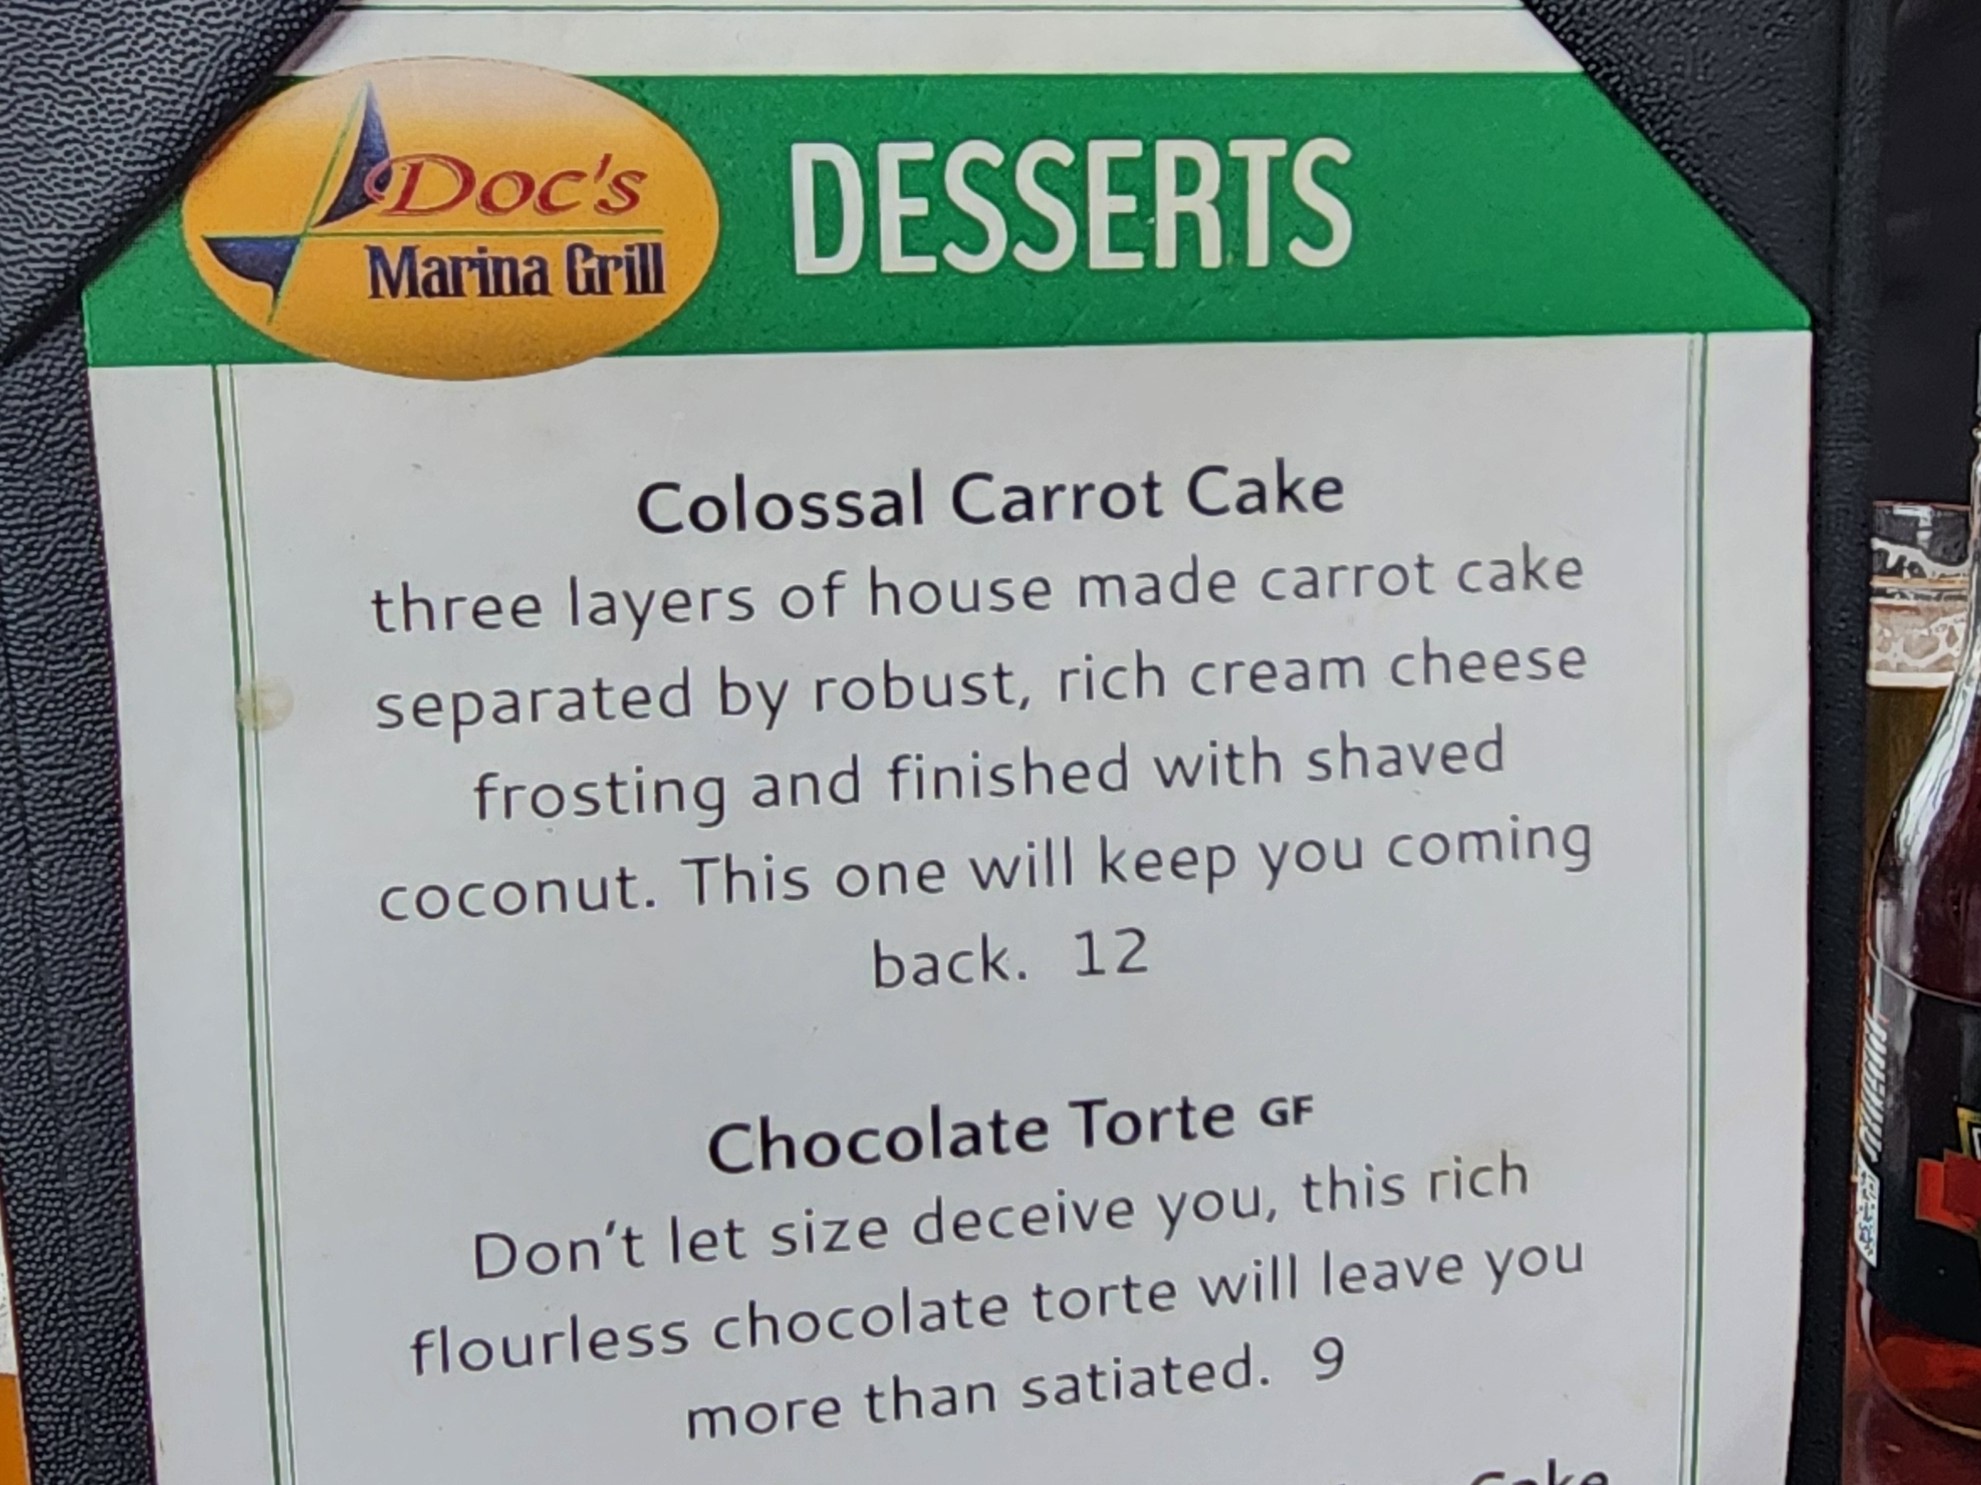 Doc's
Marina Grill
DESSERTS
Colossal Carrot Cake
three layers of house made carrot cake
separated by robust, rich cream cheese
frosting and finished with shaved
coconut. This one will keep you coming
back. 12
Chocolate Torte GF
Don't let size deceive you, this rich
flourless chocolate torte will leave you
more than satiated. 9
Cake